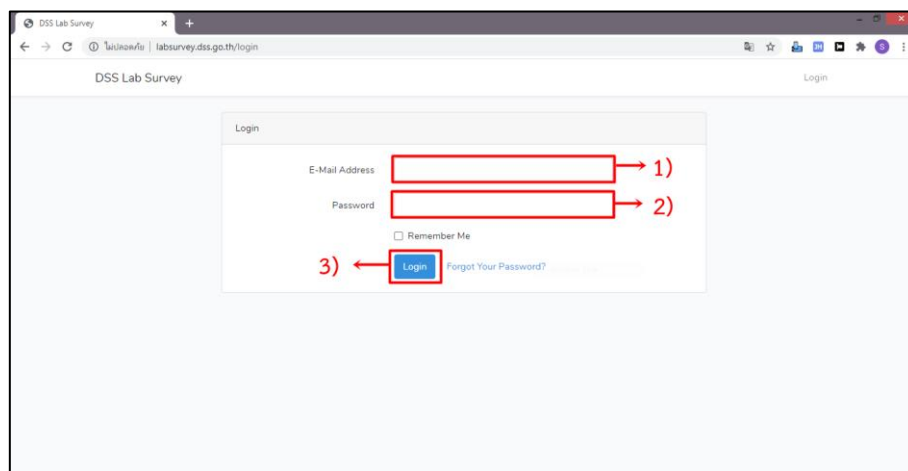 DSS Lab Survey
ไม่ปลอดภัย | labsurvey.dss.go.th/login
DSS Lab Survey
Login
Login
E-Mail Address
1)
Password
2)
Remember Me
3)
Login
Forgot Your Password?